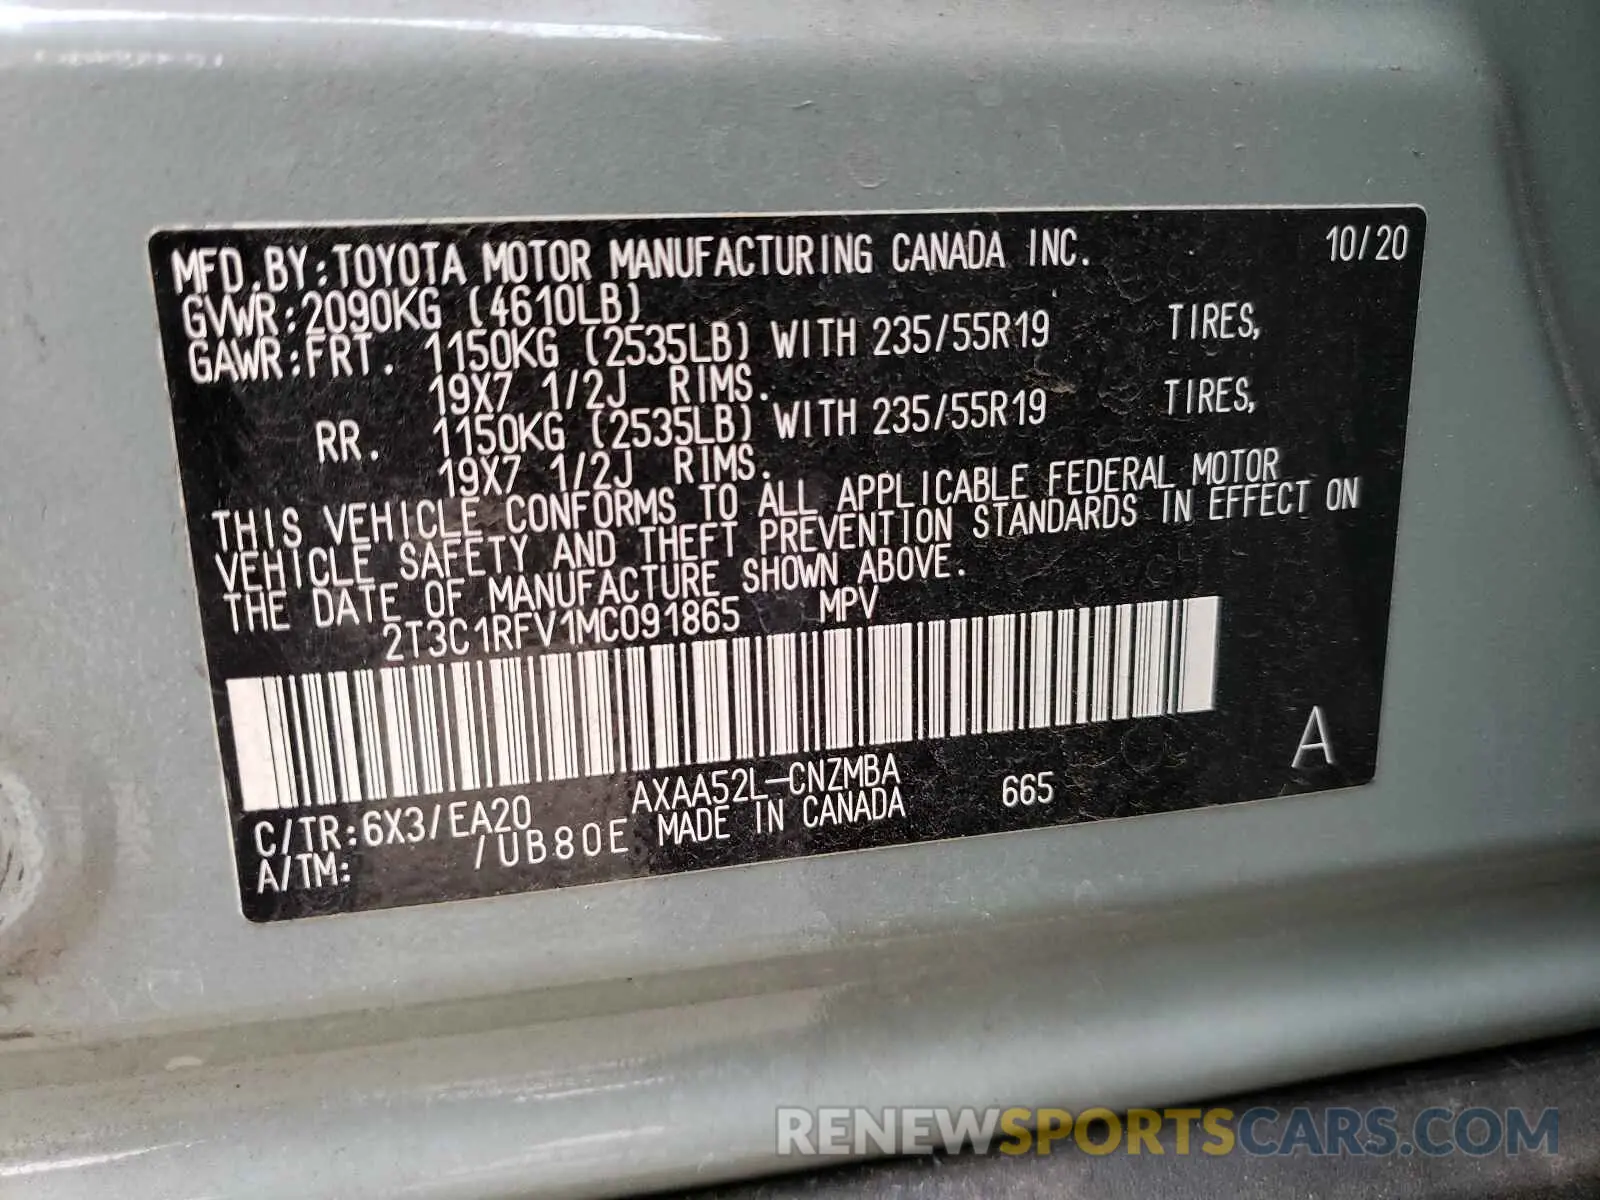 MFD.BY:TOYOTA MOTOR MANUFACTURING CANADA INC. 10/20
GVWR:2090KG (4610LB)
GAWR:FRT. 1150KG (2535LB) WITH 235/55R19 TIRES,
19X7 1/2J RIMS.
RR. 1150KG (2535LB) WITH 235/55R19 TIRES,
19X7 1/2J RIMS.
THIS VEHICLE CONFORMS TO ALL APPLICABLE FEDERAL MOTOR
VEHICLE SAFETY AND THEFT PREVENTION STANDARDS IN EFFECT ON
THE DATE OF MANUFACTURE SHOWN ABOVE.
2T3C1RFV1MC091865 MPV
A
C/TR:6X3/EA20 AXAA52L-CNZMBA 665
A/TM: /UB80E MADE IN CANADA
RENEWSPORTSCARS.COM